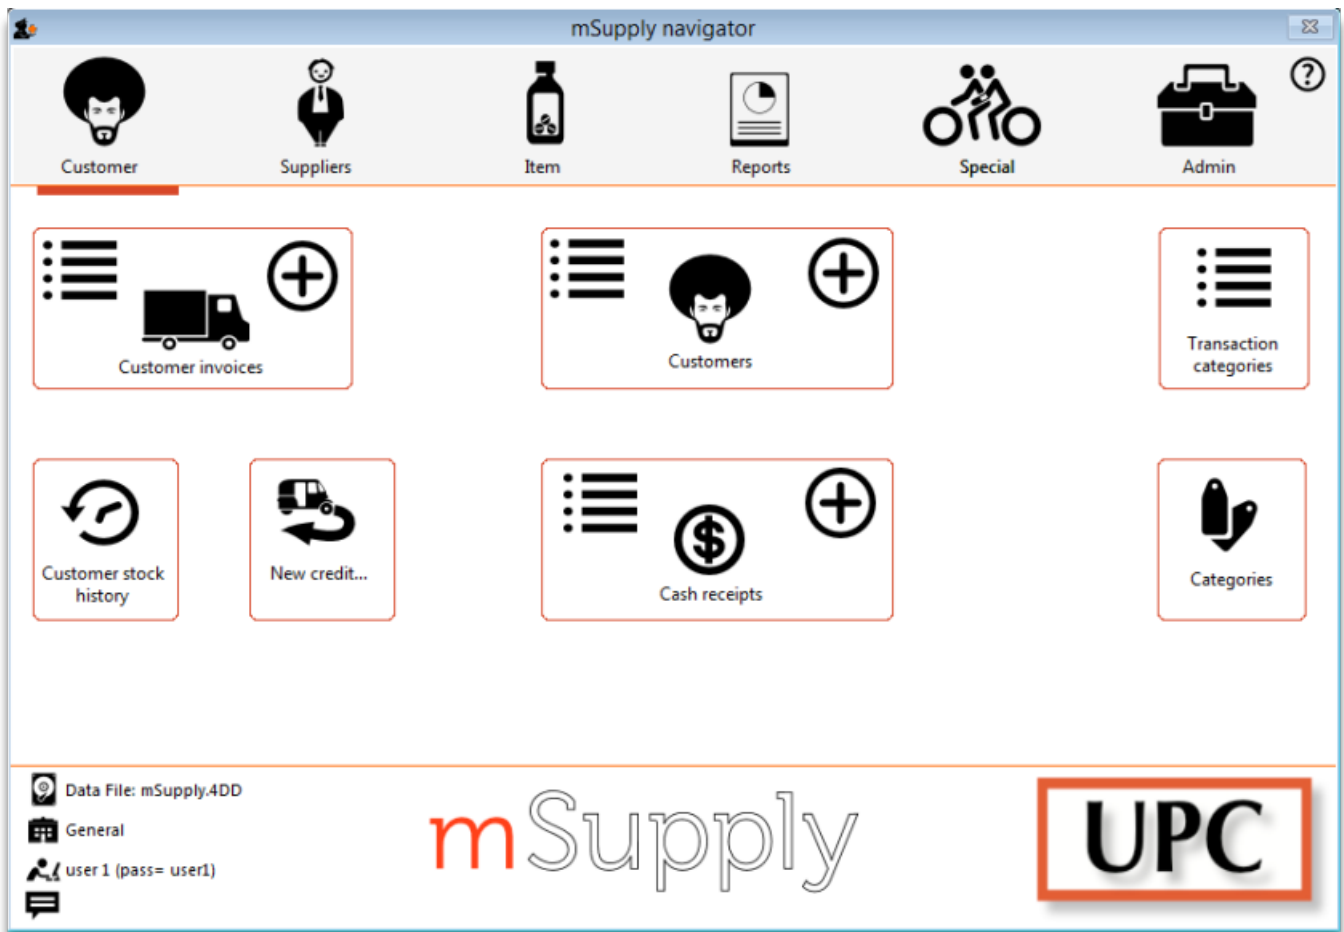 mSupply navigator
Customer
Suppliers
Item
Reports
Special
Admin
?
Customer invoices
Customers
Transaction
categories
Customer stock
history
New credit...
$
Cash receipts
Categories
Data File: mSupply.4DD
General
user 1 (pass= user1)
mSupply
UPC